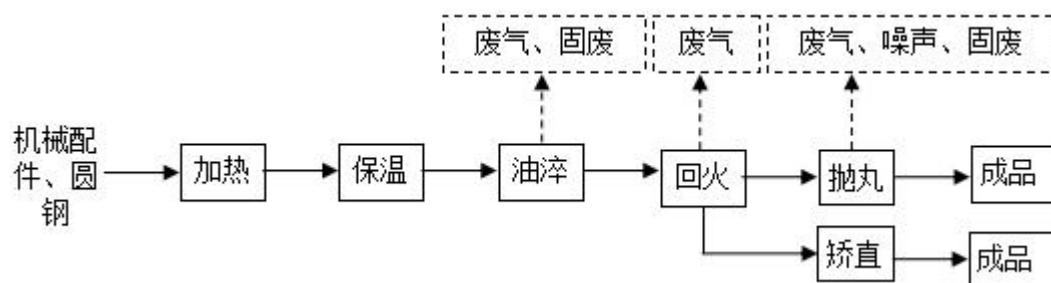 废气、固废
废气
废气、噪声、固废
机械配
件、圆
钢
加热
保温
油淬
回火
抛丸
成品
矫直
成品